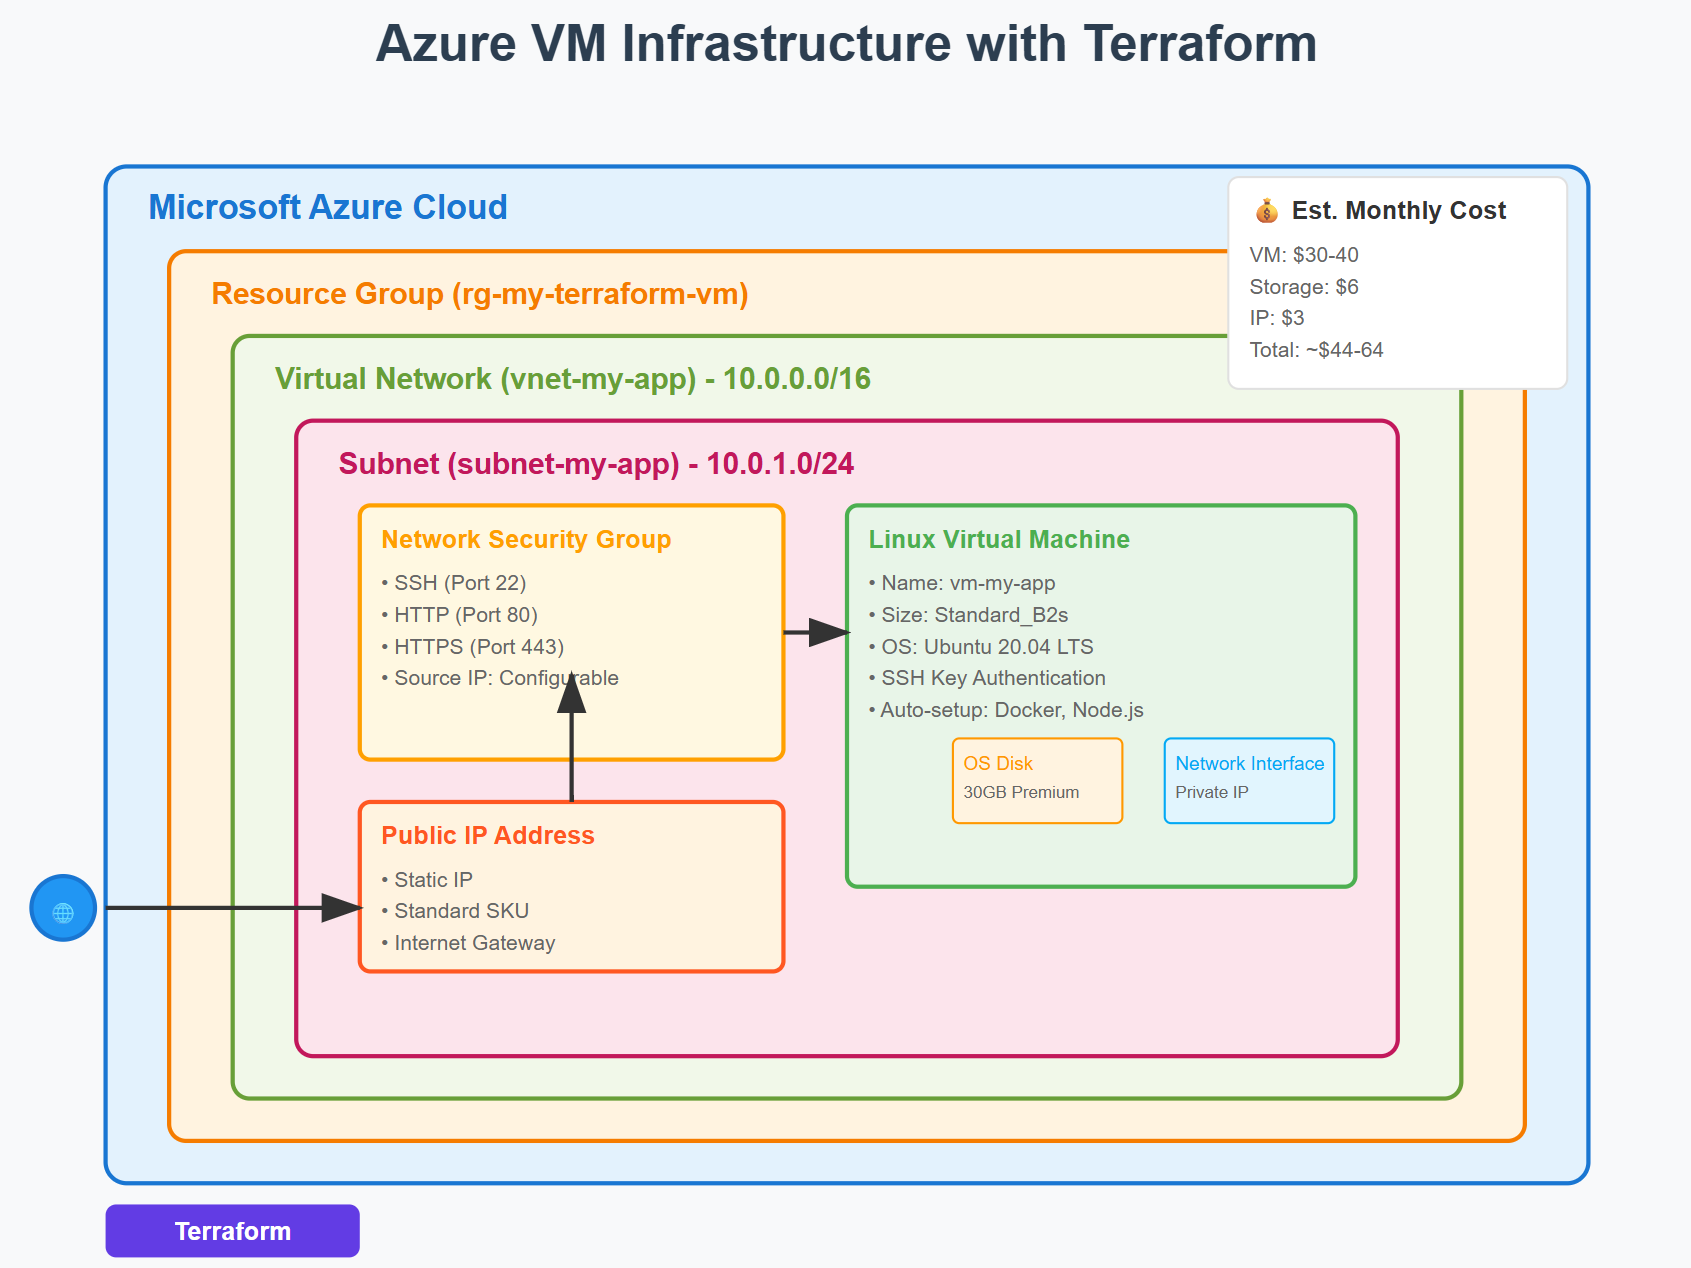 Azure VM Infrastructure with Terraform
Microsoft Azure Cloud
💰 Est. Monthly Cost
VM: $30-40
Storage: $6
IP: $3
Total: ~$44-64
Resource Group (rg-my-terraform-vm)
Virtual Network (vnet-my-app) - 10.0.0.0/16
Subnet (subnet-my-app) - 10.0.1.0/24
Network Security Group
• SSH (Port 22)
• HTTP (Port 80)
• HTTPS (Port 443)
• Source IP: Configurable
Linux Virtual Machine
• Name: vm-my-app
• Size: Standard_B2s
• OS: Ubuntu 20.04 LTS
• SSH Key Authentication
• Auto-setup: Docker, Node.js
OS Disk
30GB Premium
Network Interface
Private IP
Public IP Address
• Static IP
• Standard SKU
• Internet Gateway
Terraform